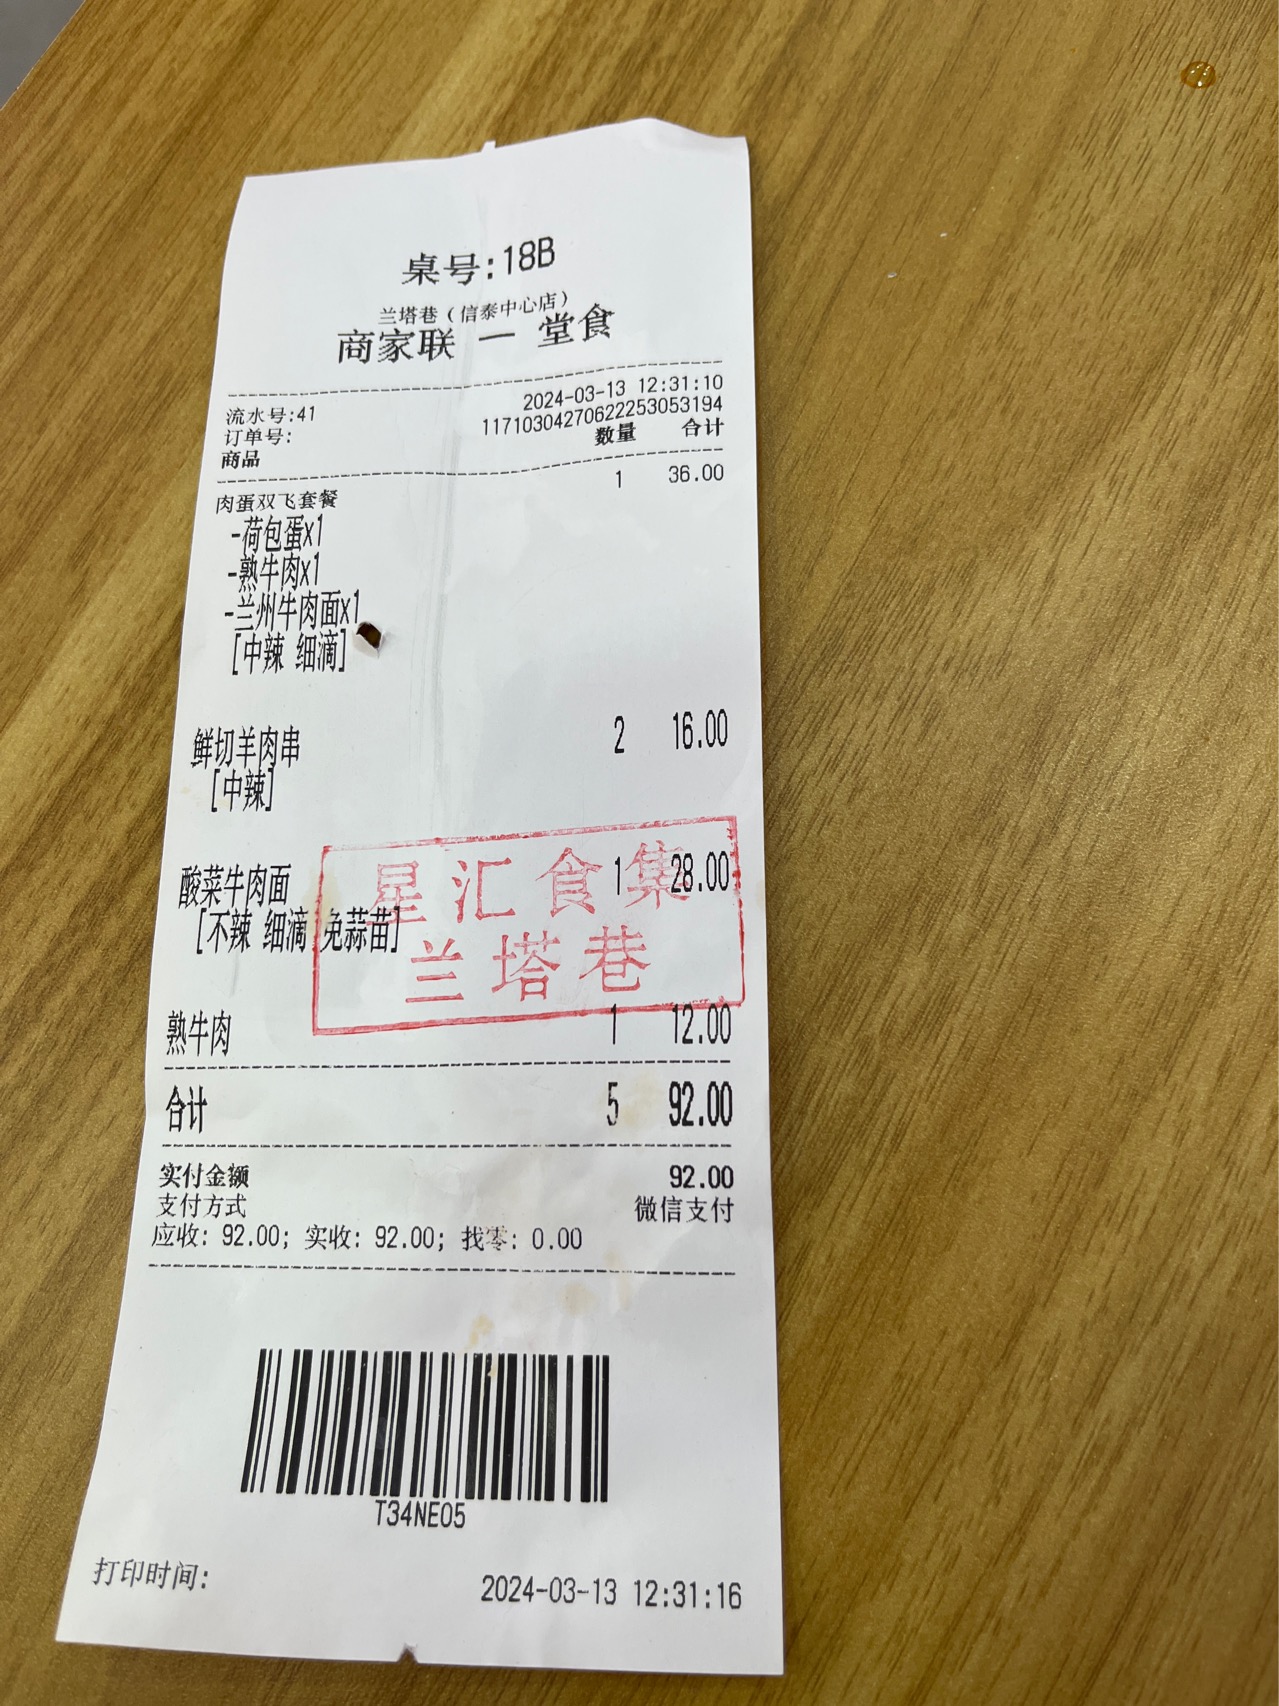 桌号:18B
兰塔巷(信泰中心店)
商家联 一 堂食
流水号:41 2024-03-13 12:31:10
订单号: 11710304270622253053194
商品 数量 合计
肉蛋双飞套餐 1 36.00
-荷包蛋x1
-熟牛肉x1
-兰州牛肉面x1
[中辣 细滴]
鲜切羊肉串 2 16.00
[中辣]
星汇食集
酸菜牛肉面 1 28.00
[不辣 细滴 免蒜苗]
兰塔巷
熟牛肉 1 12.00
合计 5 92.00
实付金额 92.00
支付方式 微信支付
应收: 92.00; 实收: 92.00; 找零: 0.00
T34NE05
打印时间: 2024-03-13 12:31:16